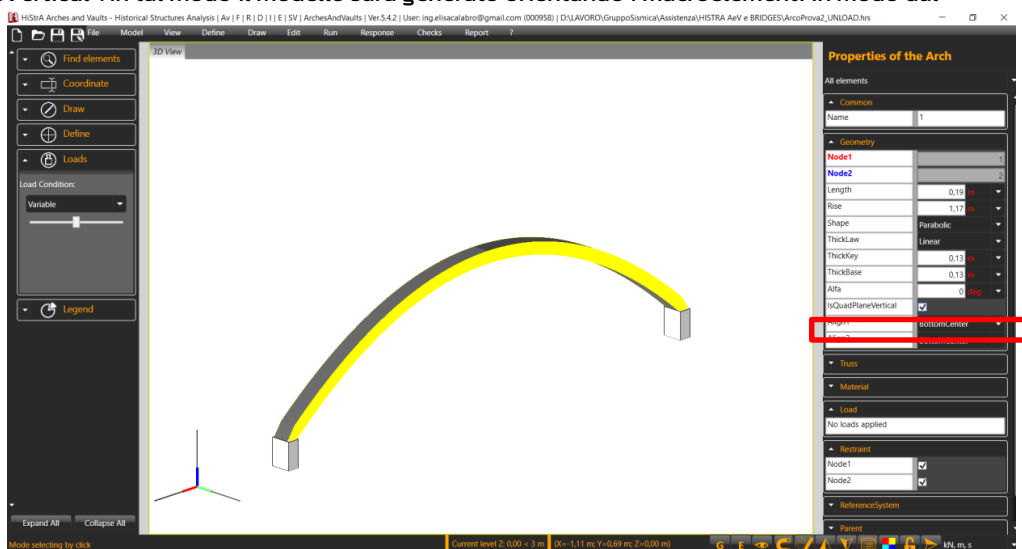 HiStrA Arches and Vaults - Historical Structures Analysis | Av | F | R | D | I | E | SV | ArchesAndVaults | Ver.5.4.2 | User: ing.elisacalabro@gmail.com (000958) | D:\LAVORO\GruppoSismica\Assistenza\HISTRA AeV e BRIDGES\ArcoProva2_UNLOAD.hrs
File Model View Define Draw Edit Run Response Checks Report ?
Find elements
Coordinate
Draw
Define
Loads
Load Condition:
Variable
Legend
Expand All Collapse All
3D View
Properties of the Arch
All elements
Common
Name 1
Geometry
Node1 1
Node2 2
Length 0,19 m
Rise 1,17 m
Shape Parabolic
ThickLaw Linear
ThickKey 0,13 m
ThickBase 0,13 m
Alfa 0 deg
IsQuadPlaneVertical
BottomCenter
Truss
Material
Load
No loads applied
Restraint
Node1
Node2
ReferenceSystem
Parent
Mode selecting by click Current level Z: 0,00 < 3 m (X=-1,11 m; Y=0,69 m; Z=0,00 m) G E kN, m, s